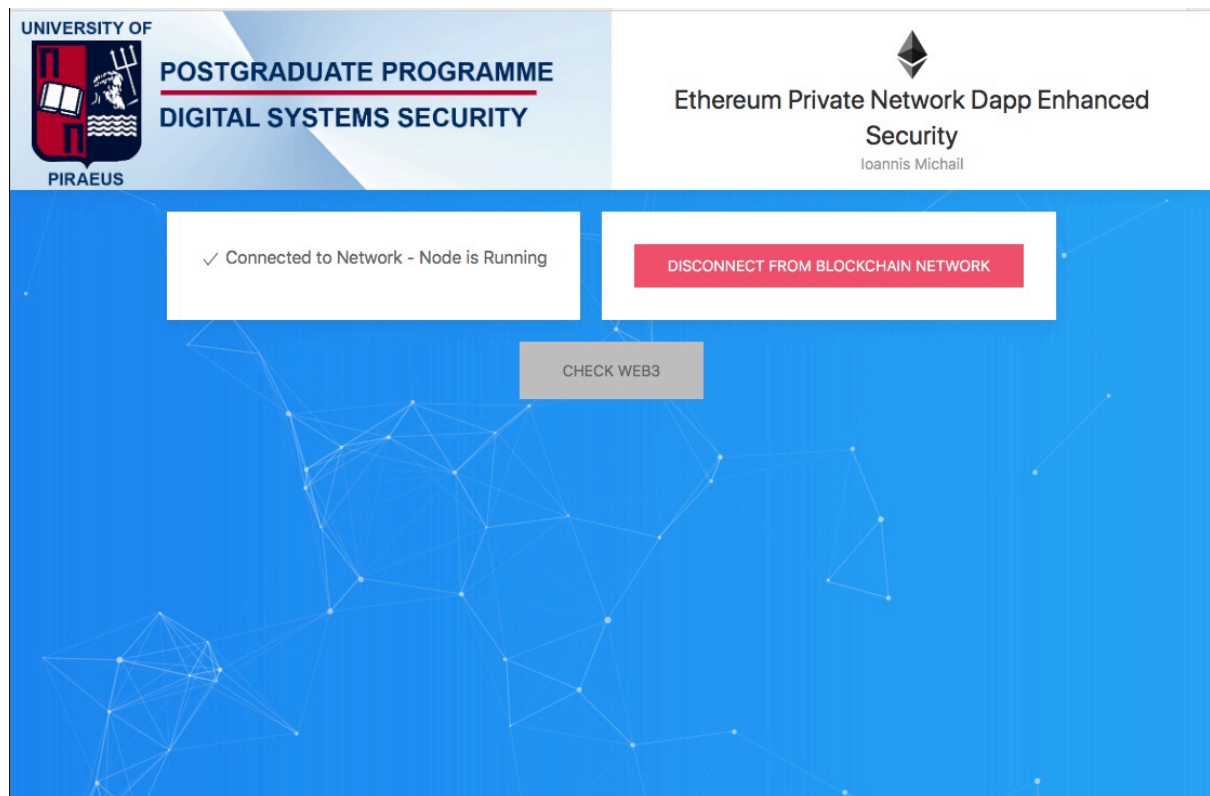 UNIVERSITY OF
PIRAEUS
POSTGRADUATE PROGRAMME
DIGITAL SYSTEMS SECURITY
Ethereum Private Network Dapp Enhanced
Security
Ioannis Michail
✓ Connected to Network - Node is Running
DISCONNECT FROM BLOCKCHAIN NETWORK
CHECK WEB3